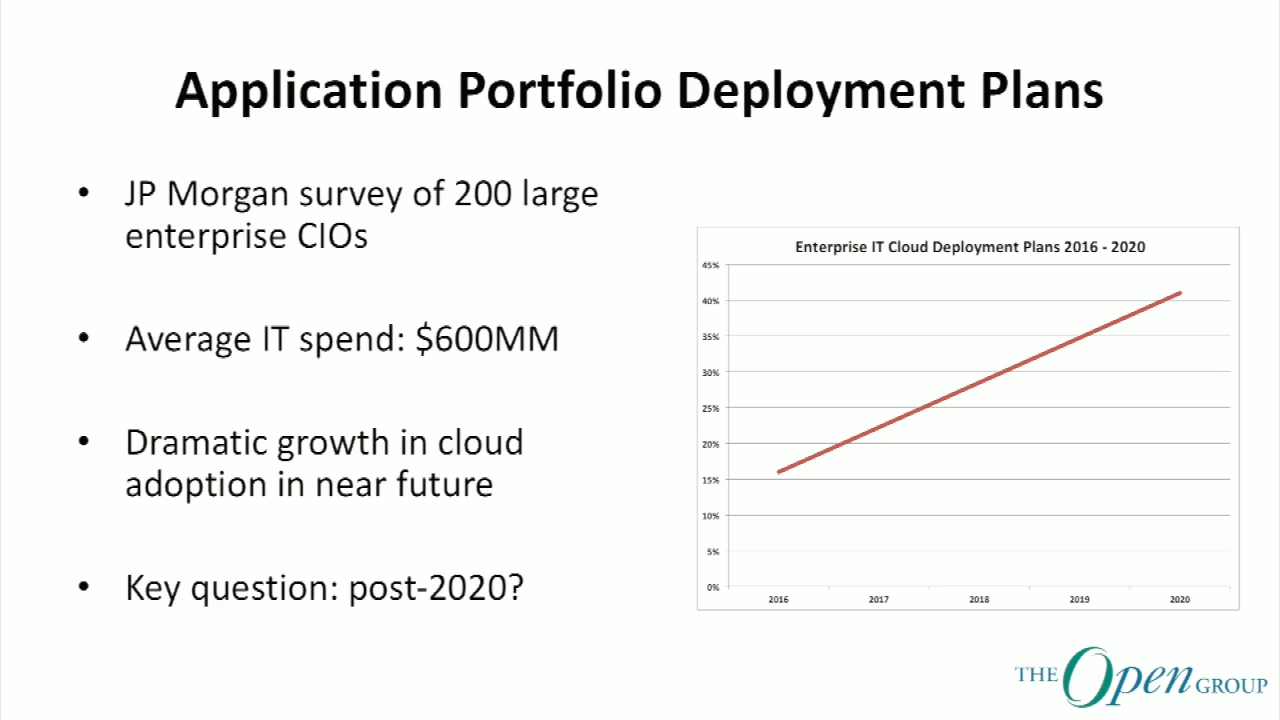 Application Portfolio Deployment Plans
• JP Morgan survey of 200 large
enterprise CIOs
• Average IT spend: $600MM
• Dramatic growth in cloud
adoption in near future
• Key question: post-2020?
Enterprise IT Cloud Deployment Plans 2016 - 2020
45%
40%
35%
30%
25%
20%
15%
10%
5%
0%
2016 2017 2018 2019 2020
THE Open GROUP